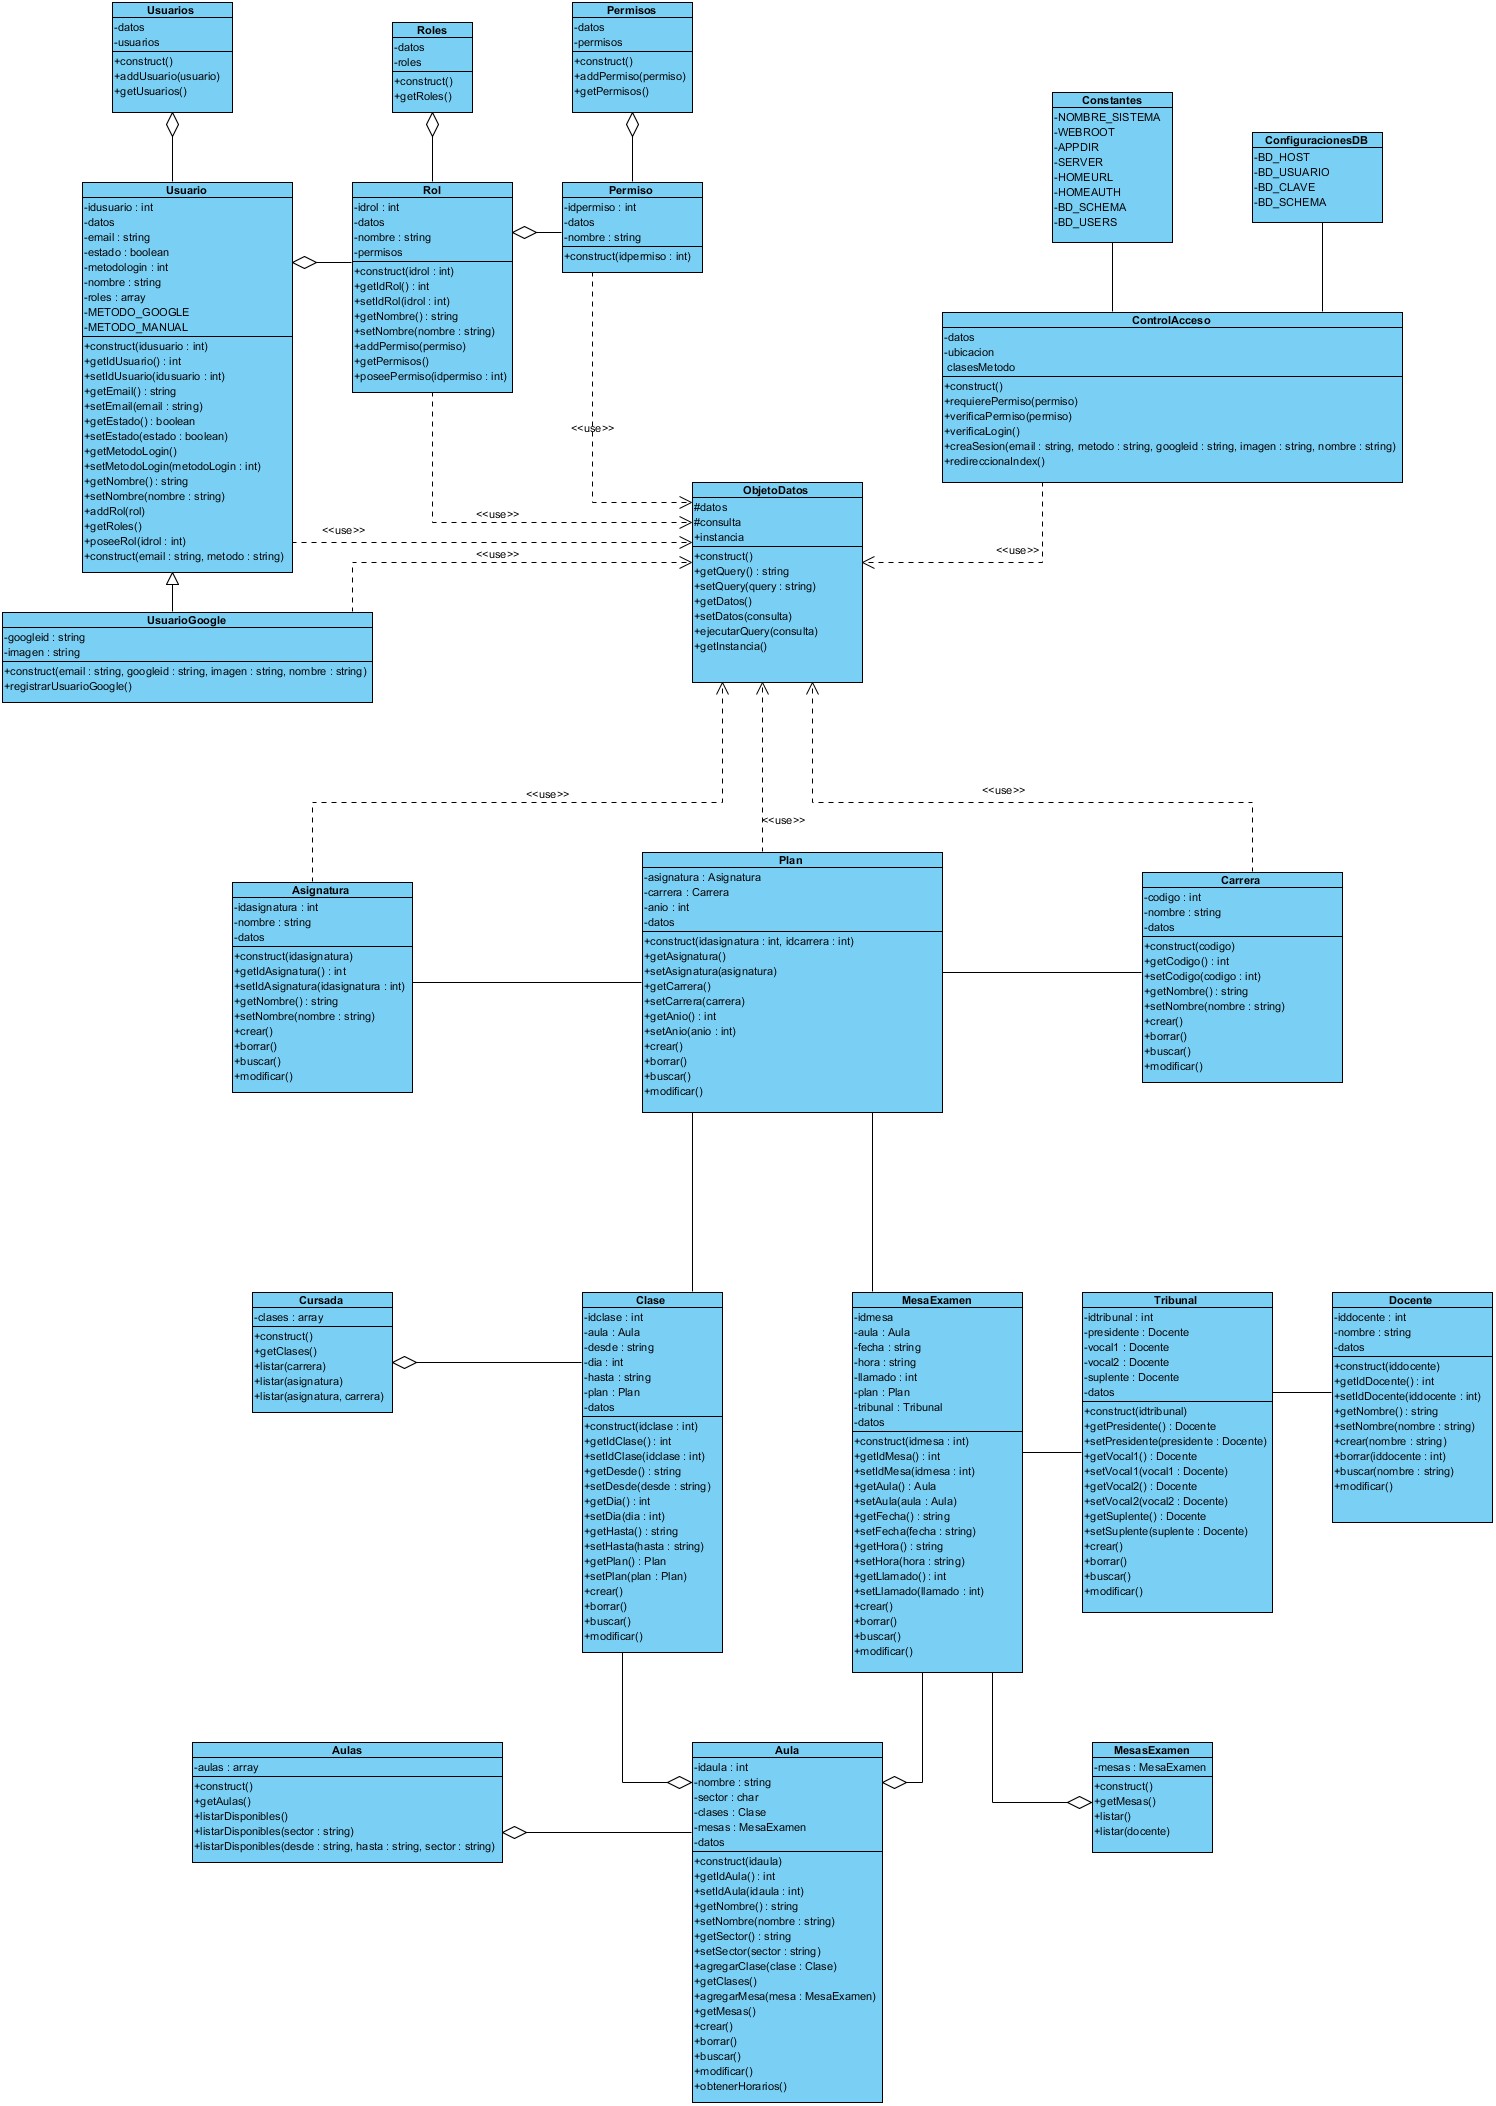 Usuarios
-datos
-usuarios
+construct()
+addUsuario(usuario)
+getUsuarios()
Roles
-datos
-roles
+construct()
+getRoles()
Permisos
-datos
-permisos
+construct()
+addPermiso(permiso)
+getPermisos()
Constantes
-NOMBRE_SISTEMA
-WEBROOT
-APPDIR
-SERVER
-HOMEURL
-HOMEAUTH
-BD_SCHEMA
-BD_USERS
ConfiguracionesDB
-BD_HOST
-BD_USUARIO
-BD_CLAVE
-BD_SCHEMA
Usuario
-idusuario : int
-datos
-email : string
-estado : boolean
-metodologin : int
-nombre : string
-roles : array
-METODO_GOOGLE
-METODO_MANUAL
+construct(idusuario : int)
+getIdUsuario() : int
+setIdUsuario(idusuario : int)
+getEmail() : string
+setEmail(email : string)
+getEstado() : boolean
+setEstado(estado : boolean)
+getMetodoLogin()
+setMetodoLogin(metodoLogin : int)
+getNombre() : string
+setNombre(nombre : string)
+addRol(rol)
+getRoles()
+poseeRol(idrol : int)
+construct(email : string, metodo : string)
Rol
-idrol : int
-datos
-nombre : string
-permisos
+construct(idrol : int)
+getIdRol() : int
+setIdRol(idrol : int)
+getNombre() : string
+setNombre(nombre : string)
+addPermiso(permiso)
+getPermisos()
+poseePermiso(idpermiso : int)
Permiso
-idpermiso : int
-datos
-nombre : string
+construct(idpermiso : int)
ControlAcceso
-datos
-ubicacion
clasesMetodo
+construct()
+requierePermiso(permiso)
+verificaPermiso(permiso)
+verificaLogin()
+creaSesion(email : string, metodo : string, googleid : string, imagen : string, nombre : string)
+redireccionaIndex()
<<use>>
<<use>>
<<use>>
<<use>>
<<use>>
ObjetoDatos
#datos
#consulta
+instancia
+construct()
+getQuery() : string
+setQuery(query : string)
+getDatos()
+setDatos(consulta)
+ejecutarQuery(consulta)
+getInstancia()
UsuarioGoogle
-googleid : string
-imagen : string
+construct(email : string, googleid : string, imagen : string, nombre : string)
+registrarUsuarioGoogle()
<<use>>
<<use>>
<<use>>
Asignatura
-idasignatura : int
-nombre : string
-datos
+construct(idasignatura)
+getIdAsignatura() : int
+setIdAsignatura(idasignatura : int)
+getNombre() : string
+setNombre(nombre : string)
+crear()
+borrar()
+buscar()
+modificar()
Plan
-asignatura : Asignatura
-carrera : Carrera
-anio : int
-datos
+construct(idasignatura : int, idcarrera : int)
+getAsignatura()
+setAsignatura(asignatura)
+getCarrera()
+setCarrera(carrera)
+getAnio() : int
+setAnio(anio : int)
+crear()
+borrar()
+buscar()
+modificar()
Carrera
-codigo : int
-nombre : string
-datos
+construct(codigo)
+getCodigo() : int
+setCodigo(codigo : int)
+getNombre() : string
+setNombre(nombre : string)
+crear()
+borrar()
+buscar()
+modificar()
Cursada
-clases : array
+construct()
+getClases()
+listar(carrera)
+listar(asignatura)
+listar(asignatura, carrera)
Clase
-idclase : int
-aula : Aula
-desde : string
-dia : int
-hasta : string
-plan : Plan
-datos
+construct(idclase : int)
+getIdClase() : int
+setIdClase(idclase : int)
+getDesde() : string
+setDesde(desde : string)
+getDia() : int
+setDia(dia : int)
+getHasta() : string
+setHasta(hasta : string)
+getPlan() : Plan
+setPlan(plan : Plan)
+crear()
+borrar()
+buscar()
+modificar()
MesaExamen
-idmesa
-aula : Aula
-fecha : string
-hora : string
-llamado : int
-plan : Plan
-tribunal : Tribunal
-datos
+construct(idmesa : int)
+getIdMesa() : int
+setIdMesa(idmesa : int)
+getAula() : Aula
+setAula(aula : Aula)
+getFecha() : string
+setFecha(fecha : string)
+getHora() : string
+setHora(hora : string)
+getLlamado() : int
+setLlamado(llamado : int)
+crear()
+borrar()
+buscar()
+modificar()
Tribunal
-idtribunal : int
-presidente : Docente
-vocal1 : Docente
-vocal2 : Docente
-suplente : Docente
-datos
+construct(idtribunal)
+getPresidente() : Docente
+setPresidente(presidente : Docente)
+getVocal1() : Docente
+setVocal1(vocal1 : Docente)
+getVocal2() : Docente
+setVocal2(vocal2 : Docente)
+getSuplente() : Docente
+setSuplente(suplente : Docente)
+crear()
+borrar()
+buscar()
+modificar()
Docente
-iddocente : int
-nombre : string
-datos
+construct(iddocente)
+getIdDocente() : int
+setIdDocente(iddocente : int)
+getNombre() : string
+setNombre(nombre : string)
+crear(nombre : string)
+borrar(iddocente : int)
+buscar(nombre : string)
+modificar()
Aulas
-aulas : array
+construct()
+getAulas()
+listarDisponibles()
+listarDisponibles(sector : string)
+listarDisponibles(desde : string, hasta : string, sector : string)
Aula
-idaula : int
-nombre : string
-sector : char
-clases : Clase
-mesas : MesaExamen
-datos
+construct(idaula)
+getIdAula() : int
+setIdAula(idaula : int)
+getNombre() : string
+setNombre(nombre : string)
+getSector() : string
+setSector(sector : string)
+agregarClase(clase : Clase)
+getClases()
+agregarMesa(mesa : MesaExamen)
+getMesas()
+crear()
+borrar()
+buscar()
+modificar()
+obtenerHorarios()
MesasExamen
-mesas : MesaExamen
+construct()
+getMesas()
+listar()
+listar(docente)